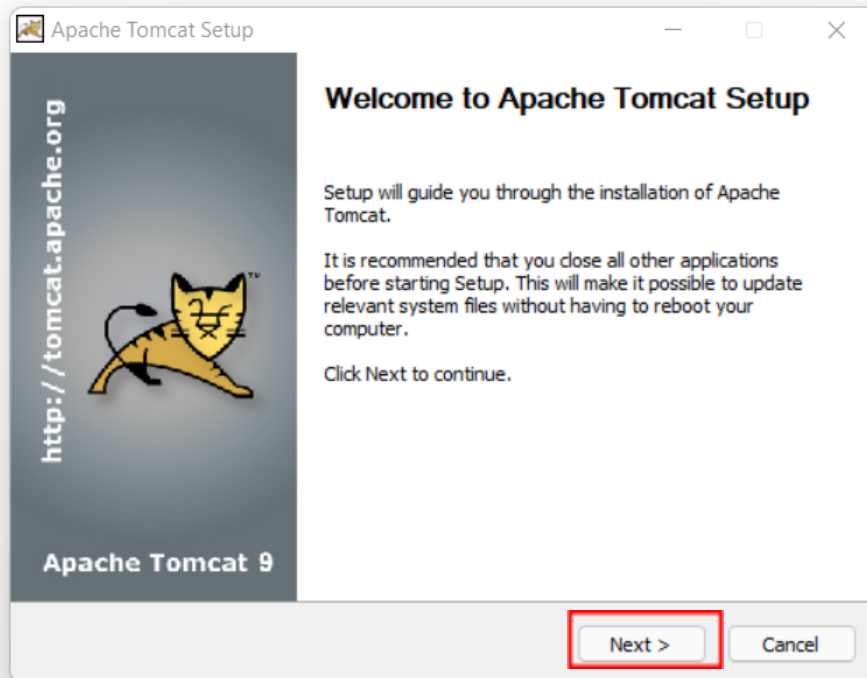 Apache Tomcat Setup
http://tomcat.apache.org
TM
Apache Tomcat 9
Welcome to Apache Tomcat Setup
Setup will guide you through the installation of Apache
Tomcat.
It is recommended that you close all other applications
before starting Setup. This will make it possible to update
relevant system files without having to reboot your
computer.
Click Next to continue.
Next >
Cancel